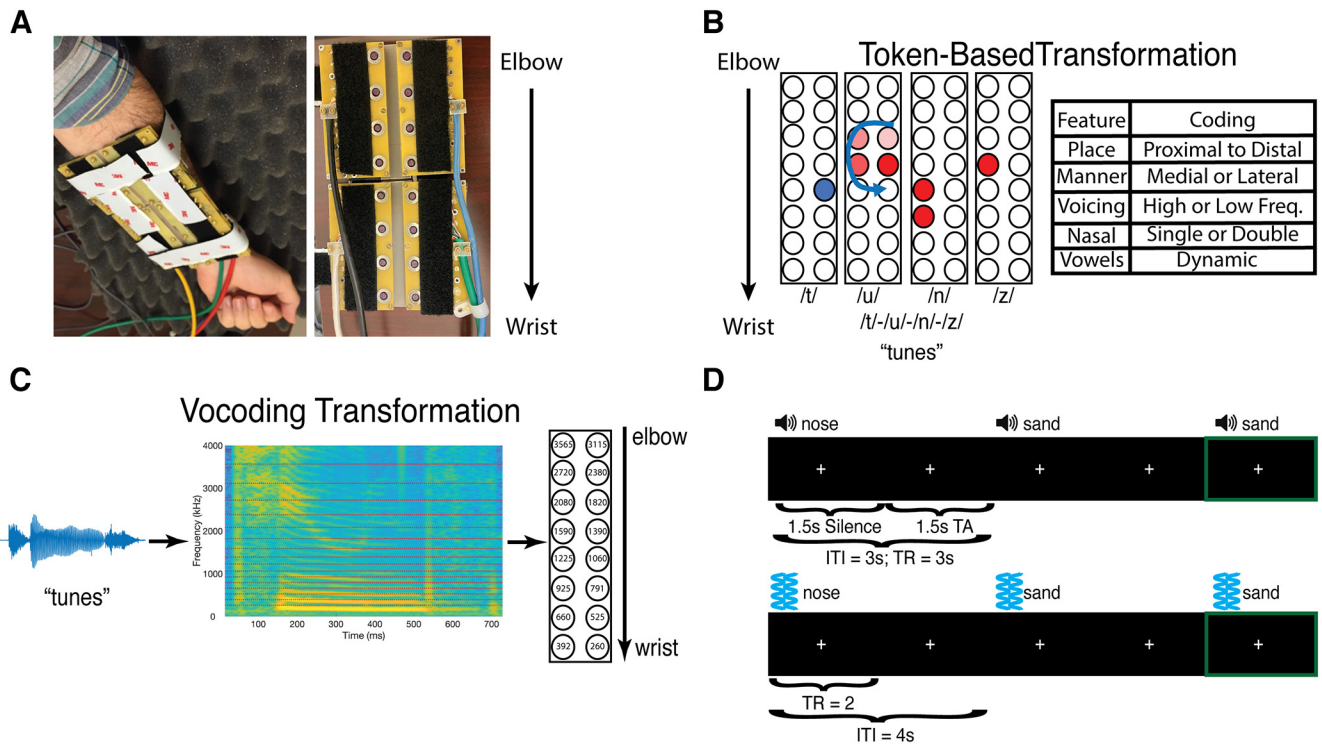 A
Elbow
Wrist
B
Token-BasedTransformation
Elbow
Wrist
/t/
/u/
/n/
/z/
/t/-/u/-/n/-/z/
“tunes”
Feature Coding
Place Proximal to Distal
Manner Medial or Lateral
Voicing High or Low Freq.
Nasal Single or Double
Vowels Dynamic
C
Vocoding Transformation
“tunes”
Frequency (kHz)
4000
3000
2000
1000
0
100 200 300 400 500 600 700
Time (ms)
3565 3115
2720 2380
2080 1820
1590 1390
1225 1060
925 791
660 525
392 260
elbow
wrist
D
nose sand sand
+ + + + +
1.5s Silence 1.5s TA
ITI = 3s; TR = 3s
nose sand sand
+ + + + +
TR = 2
ITI = 4s